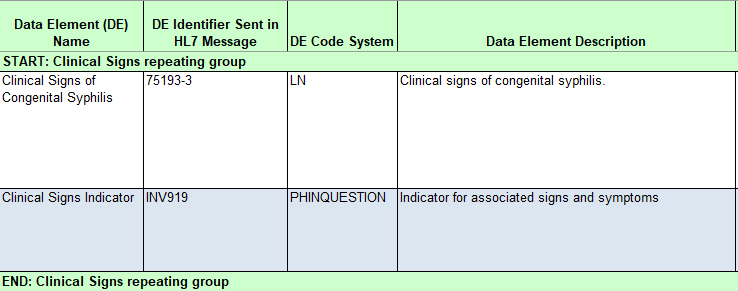 Data Element (DE) Name
DE Identifier Sent in HL7 Message
DE Code System
Data Element Description
START: Clinical Signs repeating group
Clinical Signs of Congenital Syphilis
75193-3
LN
Clinical signs of congenital syphilis.
Clinical Signs Indicator
INV919
PHINQUESTION
Indicator for associated signs and symptoms
END: Clinical Signs repeating group